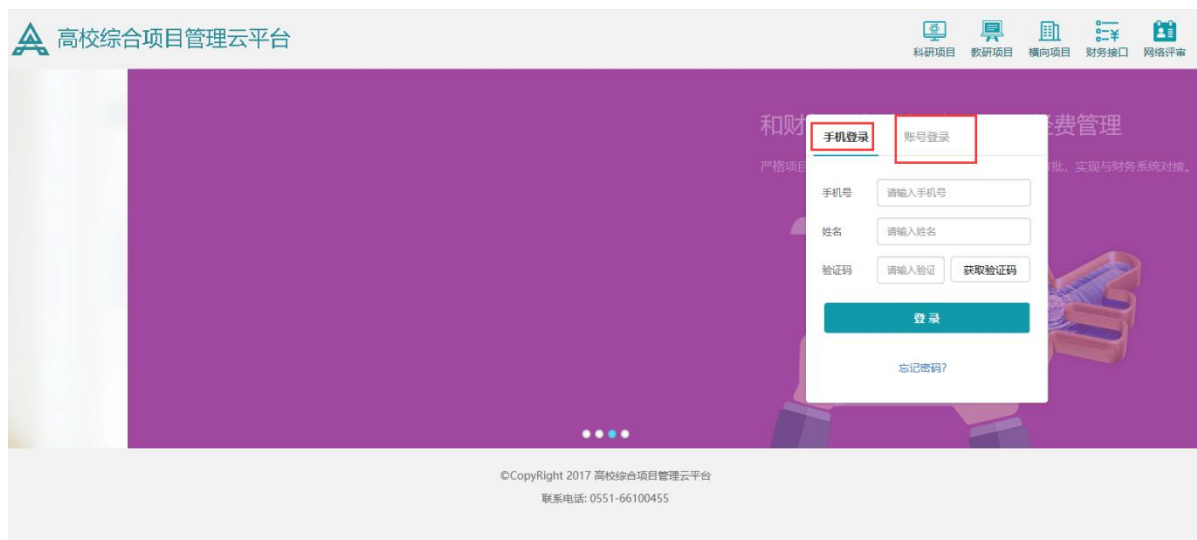 高校综合项目管理云平台
科研项目 教研项目 横向项目 财务接口 网络评审
和财 经费管理
手机登录 账号登录
严格项目 审批，实现与财务系统对接。
手机号 请输入手机号
姓名 请输入姓名
验证码 请输入验证 获取验证码
登录
忘记密码?
©CopyRight 2017 高校综合项目管理云平台
联系电话: 0551-66100455